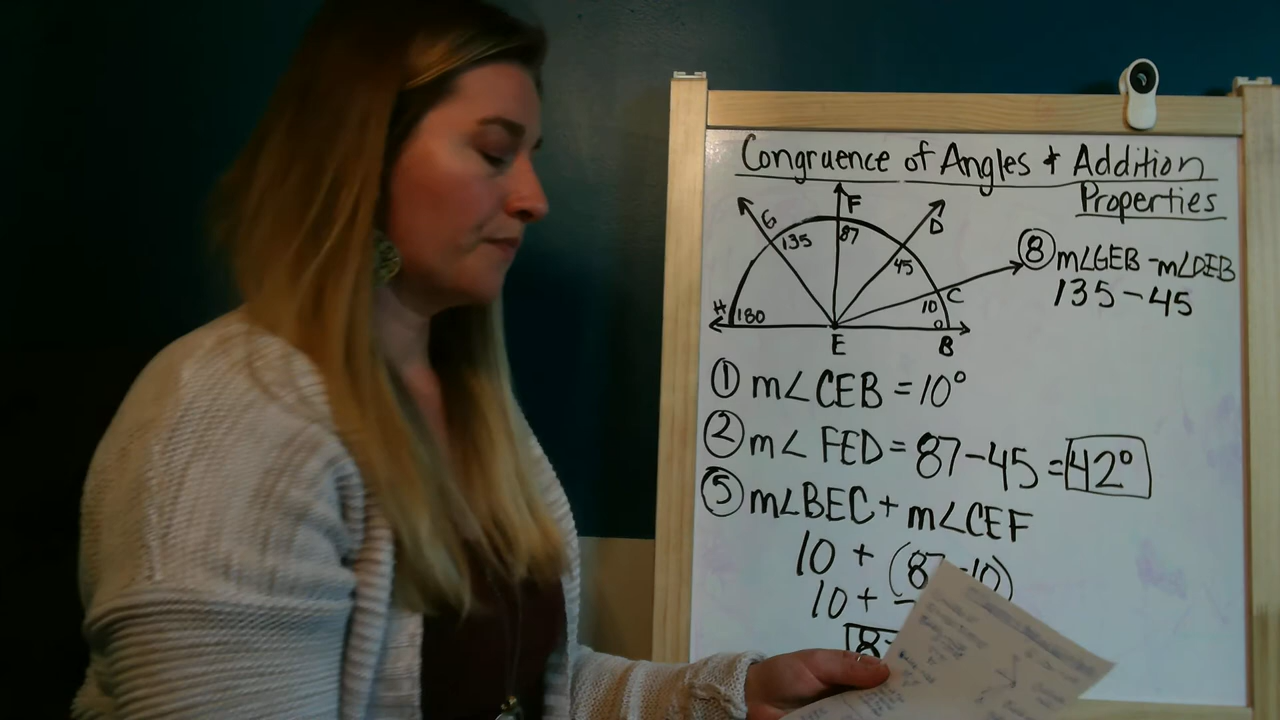 Congruence of Angles & Addition
Properties
G
F
D
135
87
45
C
H
180
10
0
E
B
⑧ m∠GEB - m∠DEB
135 - 45
① m∠CEB = 10°
② m∠FED = 87-45 = 42°
⑤ m∠BEC + m∠CEF
10 + (87-10)
10 +
8